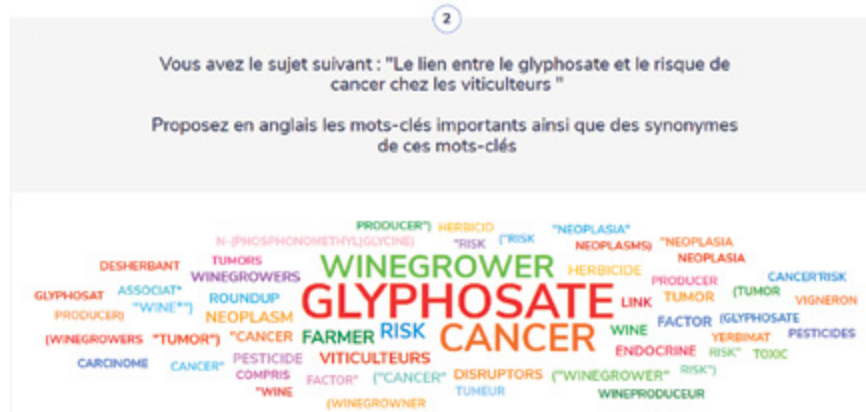 2
Vous avez le sujet suivant : "Le lien entre le glyphosate et le risque de
cancer chez les viticulteurs "
Proposez en anglais les mots-clés importants ainsi que des synonymes
de ces mots-clés
PRODUCER") HERBICID "NEOPLASIA"
N-(PHOSPHONOMETHYL)GLYCINE) "RISK ("RISK NEOPLASMS) "NEOPLASIA
DESHERBANT TUMORS WINEGROWER HERBICIDE NEOPLASIA
WINEGROWERS PRODUCER CANCER'RISK
GLYPHOSAT ASSOCIAT* ROUNDUP GLYPHOSATE LINK TUMOR (TUMOR VIGNERON
PRODUCER) "WINE*") NEOPLASM FACTOR (GLYPHOSATE
(WINEGROWERS "TUMOR") "CANCER FARMER RISK CANCER WINE YERBIMAT PESTICIDES
CARCINOME CANCER* PESTICIDE VITICULTEURS ENDOCRINE RISK" TOXIC
COMPRIS FACTOR* ("CANCER" DISRUPTORS ("WINEGROWER" RISK")
"WINE TUMEUR WINEPRODUCEUR
(WINEGROWNER